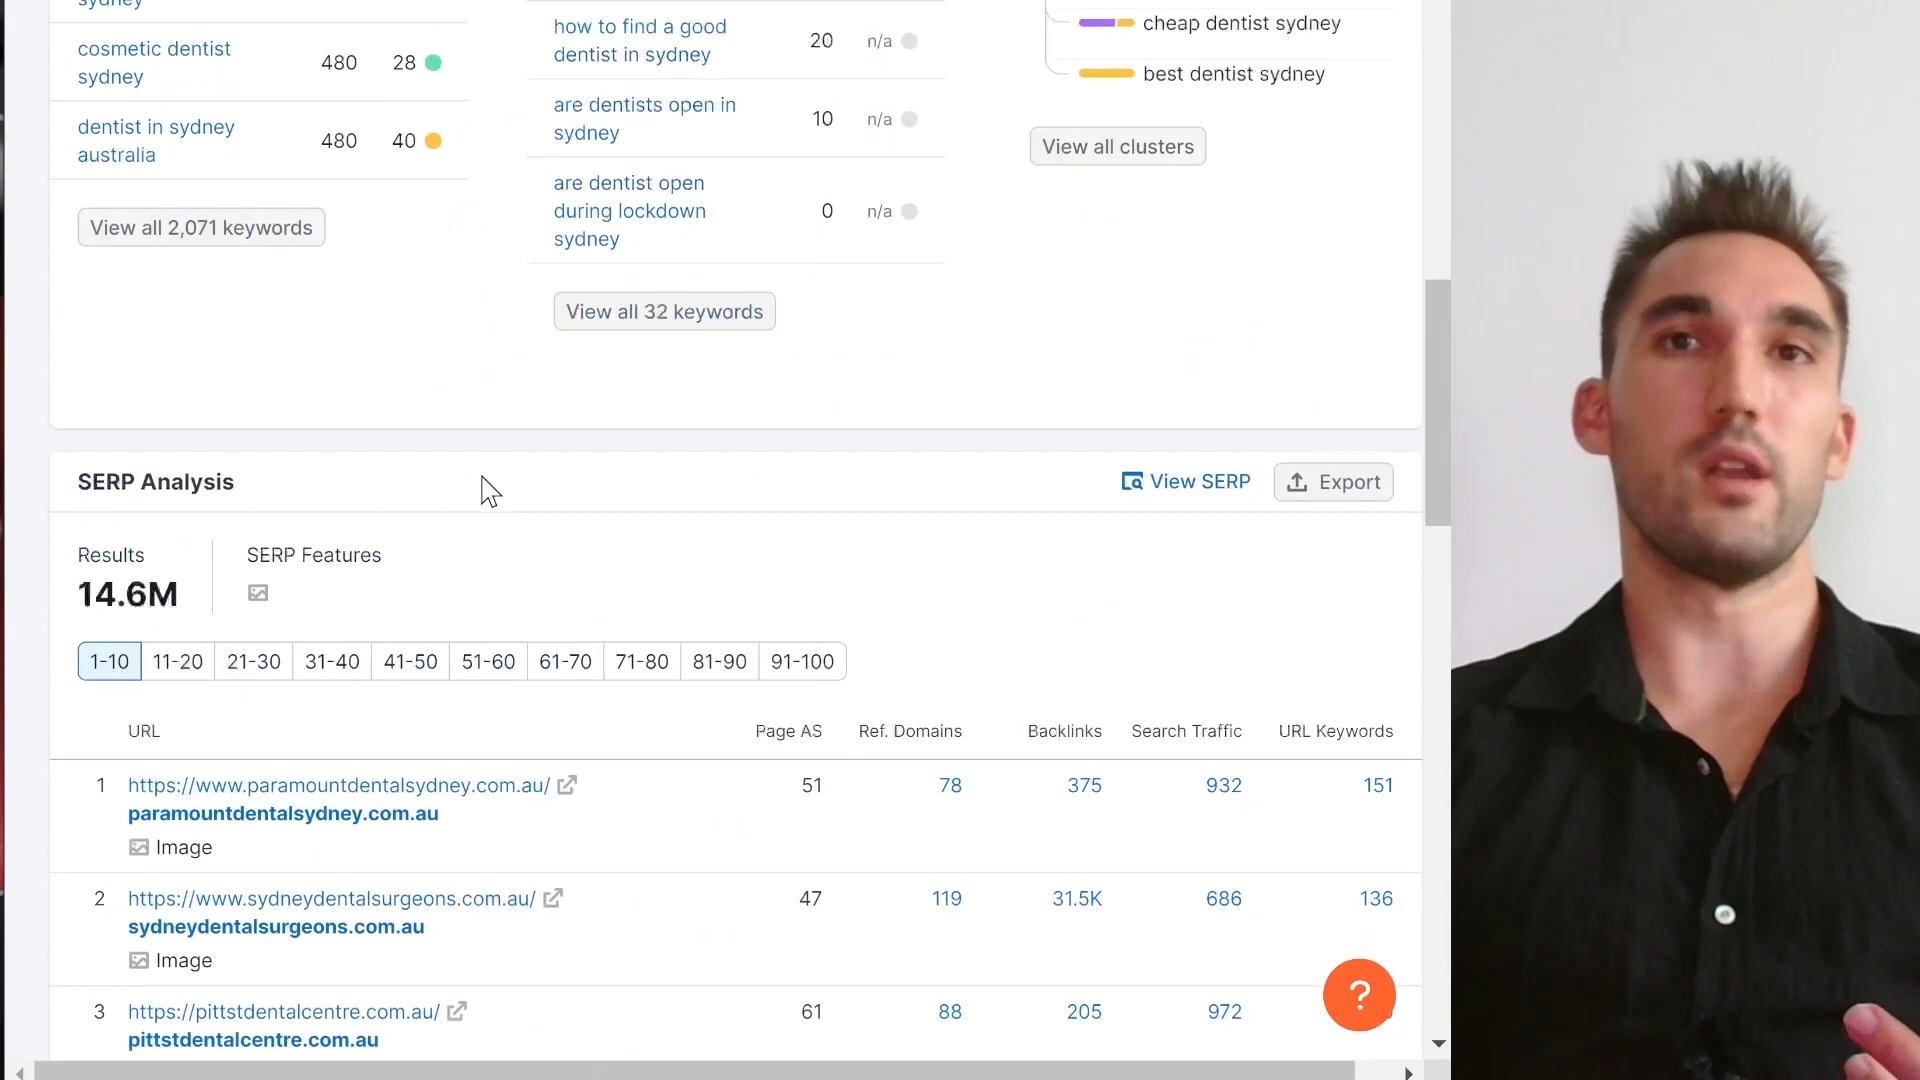 sydney
cosmetic dentist
sydney
480
28
dentist in sydney
australia
480
40
View all 2,071 keywords
how to find a good
dentist in sydney
20
n/a
are dentists open in
sydney
10
n/a
are dentist open
during lockdown
sydney
0
n/a
View all 32 keywords
cheap dentist sydney
best dentist sydney
View all clusters
SERP Analysis
View SERP
Export
Results
14.6M
SERP Features
1-10 11-20 21-30 31-40 41-50 51-60 61-70 71-80 81-90 91-100
URL Page AS Ref. Domains Backlinks Search Traffic URL Keywords
1 https://www.paramountdentalsydney.com.au/ 51 78 375 932 151
paramountdentalsydney.com.au
Image
2 https://www.sydneydentalsurgeons.com.au/ 47 119 31.5K 686 136
sydneydentalsurgeons.com.au
Image
3 https://pittstdentalcentre.com.au/ 61 88 205 972
pittstdentalcentre.com.au
?